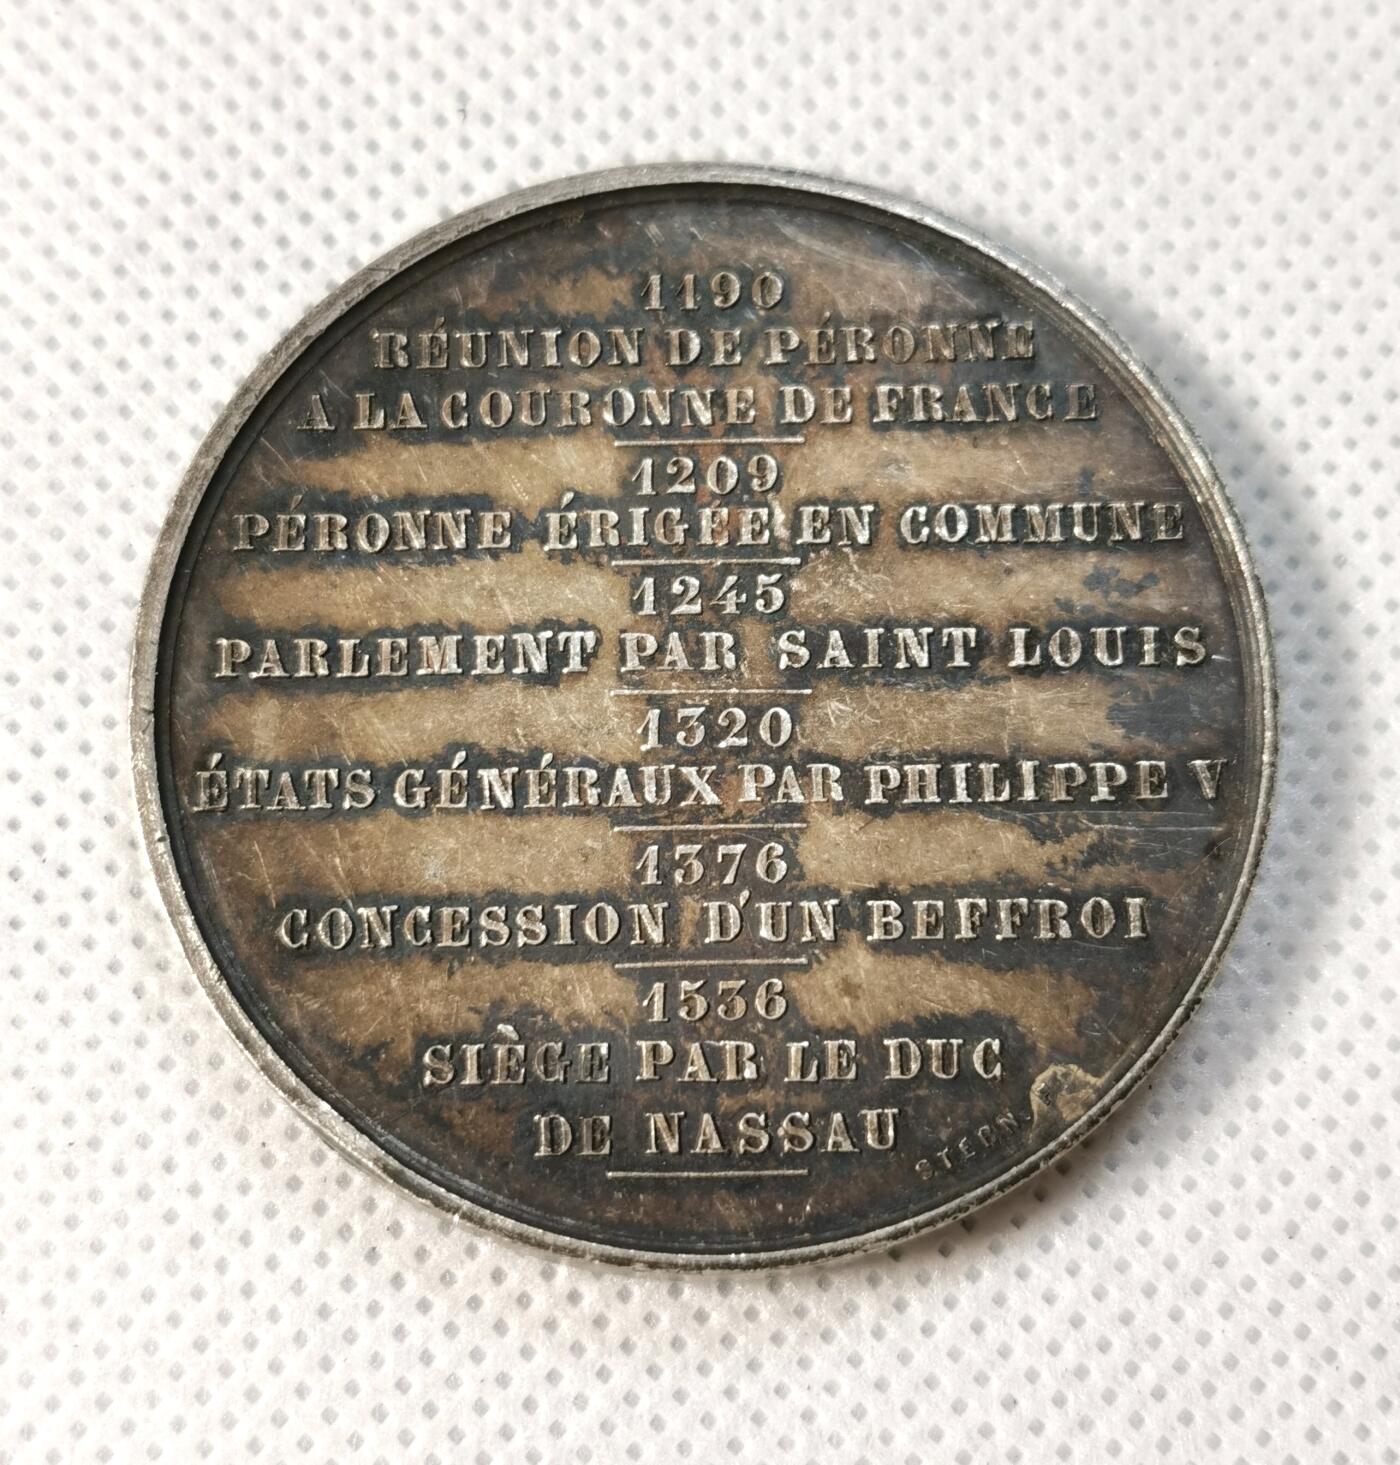 1190
RÉUNION DE PÉRONNE
A LA COURONNE DE FRANCE
1209
PÉRONNE ÉRIGÉE EN COMMUNE
1245
PARLEMENT PAR SAINT LOUIS
1320
ÉTATS GÉNÉRAUX PAR PHILIPPE V
1376
CONCESSION D'UN BEFFROI
1536
SIÈGE PAR LE DUC
DE NASSAU
STERN.